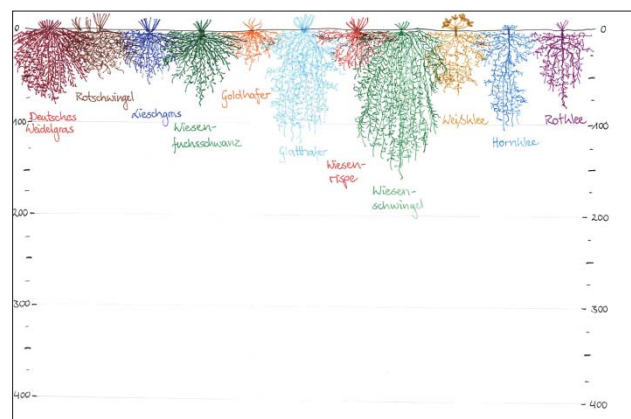 0
100
200
300
400
Deutsches
Weidelgras
Rotschwingel
Lieschgras
Wiesen-
fuchsschwanz
Goldhafer
Glatthafer
Wiesen-
rispe
Wiesen-
schwingel
Weißklee
Hornklee
Rotklee
0
100
200
300
400